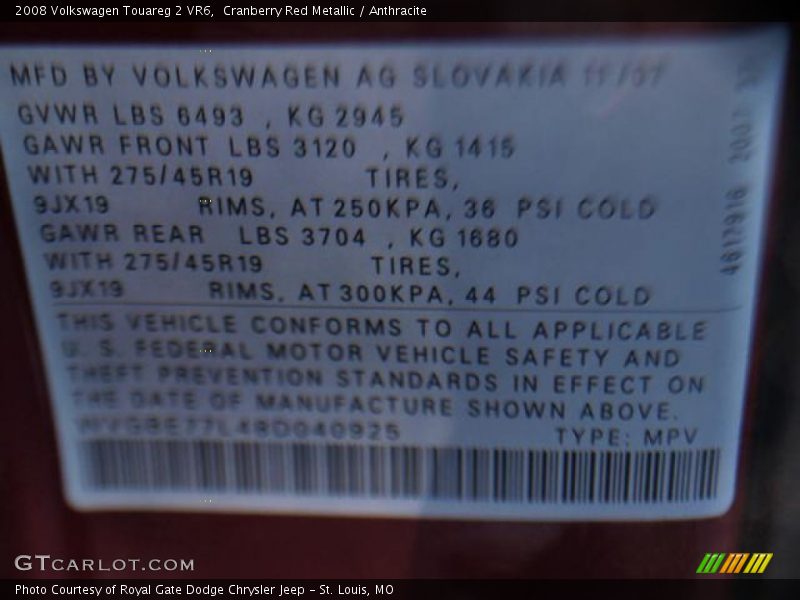 2008 Volkswagen Touareg 2 VR6, Cranberry Red Metallic / Anthracite
MFD BY VOLKSWAGEN AG SLOVAKIA 11/07
GVWR LBS 6493 , KG 2945
GAWR FRONT LBS 3120 , KG 1415
WITH 275/45R19 TIRES,
9JX19 RIMS, AT 250KPA, 36 PSI COLD
GAWR REAR LBS 3704 , KG 1680
WITH 275/45R19 TIRES,
9JX19 RIMS, AT 300KPA, 44 PSI COLD
THIS VEHICLE CONFORMS TO ALL APPLICABLE
U. S. FEDERAL MOTOR VEHICLE SAFETY AND
THEFT PREVENTION STANDARDS IN EFFECT ON
THE DATE OF MANUFACTURE SHOWN ABOVE.
WVGBE77L48D040925 TYPE: MPV
4617916 2007
GTCARLOT.COM
Photo Courtesy of Royal Gate Dodge Chrysler Jeep - St. Louis, MO